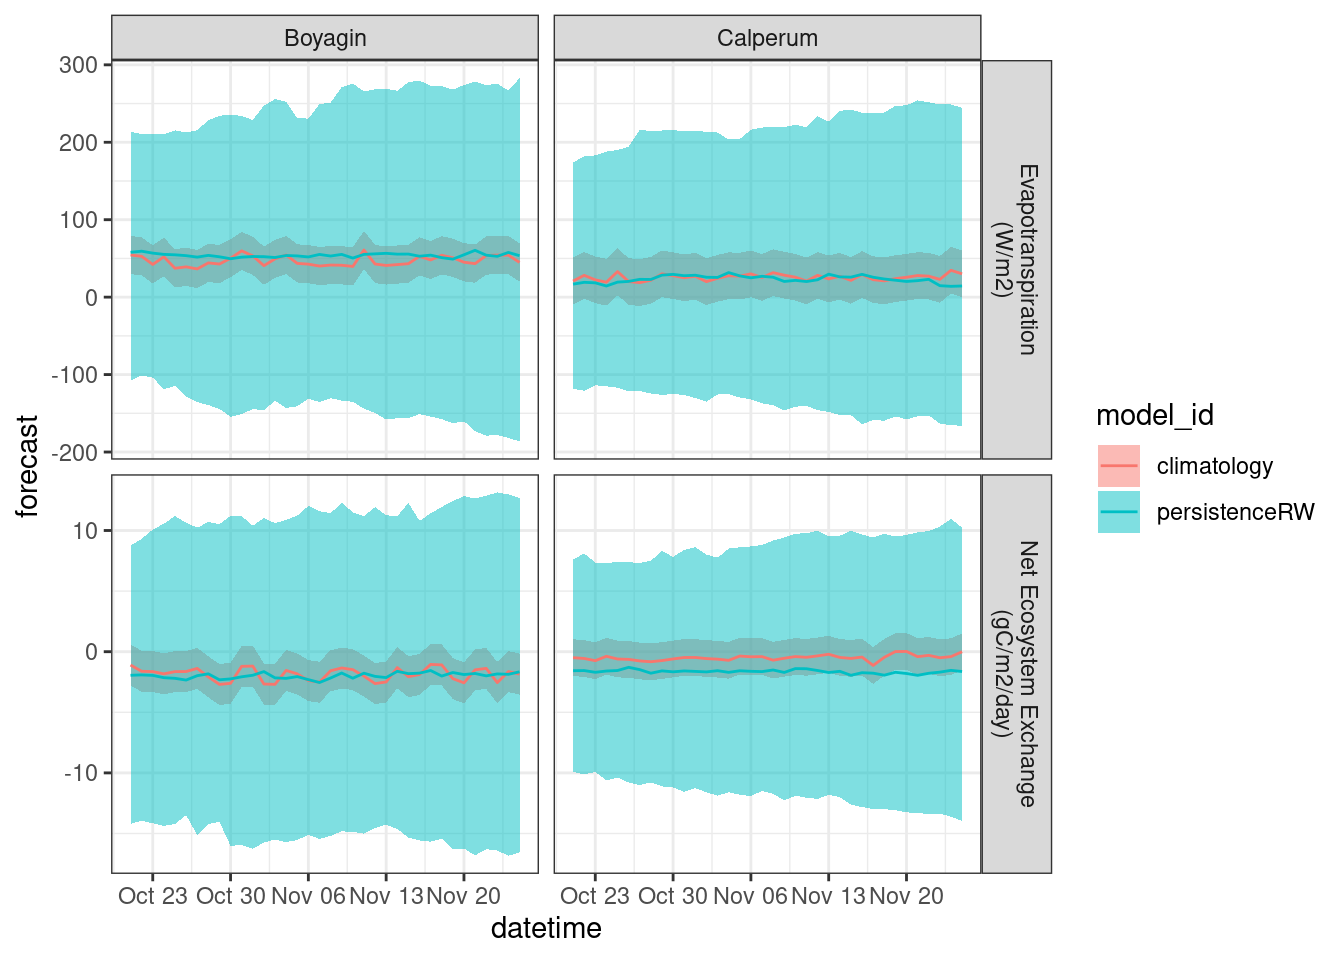 Boyagin
Calperum
300
200
100
0
-100
-200
Evapotranspiration
(W/m2)
forecast
10
0
-10
Net Ecosystem Exchange
(gC/m2/day)
Oct 23 Oct 30 Nov 06 Nov 13 Nov 20
Oct 23 Oct 30 Nov 06 Nov 13 Nov 20
datetime
model_id
climatology
persistenceRW